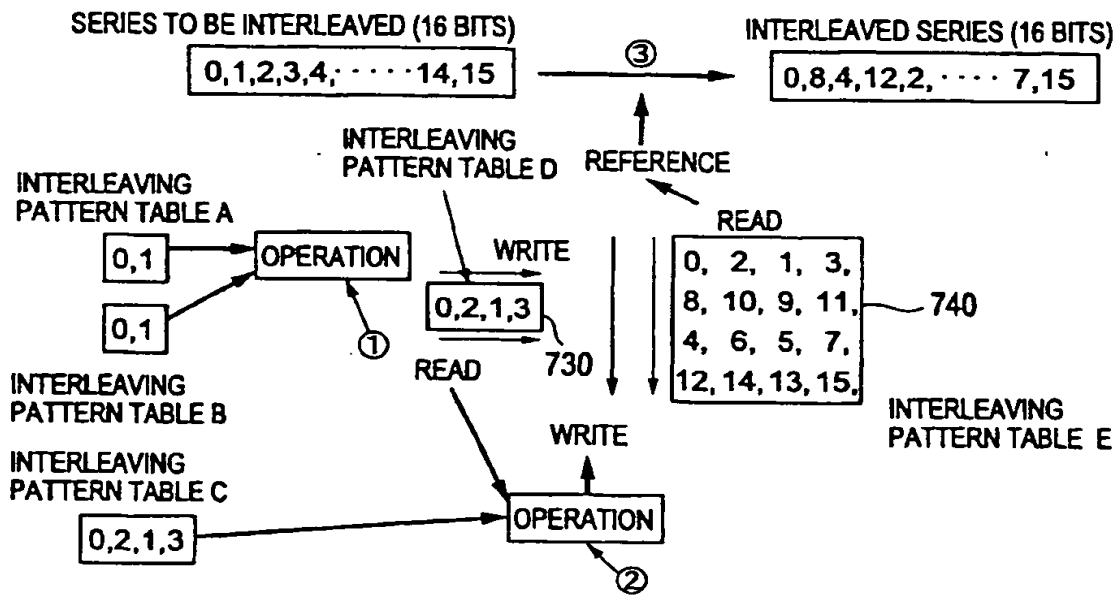 SERIES TO BE INTERLEAVED (16 BITS)
0,1,2,3,4,·····14,15
③
INTERLEAVED SERIES (16 BITS)
0,8,4,12,2,···· 7,15
INTERLEAVING
PATTERN TABLE D
REFERENCE
INTERLEAVING
PATTERN TABLE A
0,1
OPERATION
0,1
①
INTERLEAVING
PATTERN TABLE B
WRITE
0,2,1,3
730
READ
READ
0, 2, 1, 3,
8, 10, 9, 11,
4, 6, 5, 7,
12, 14, 13, 15,
740
INTERLEAVING
PATTERN TABLE E
WRITE
INTERLEAVING
PATTERN TABLE C
0,2,1,3
OPERATION
②